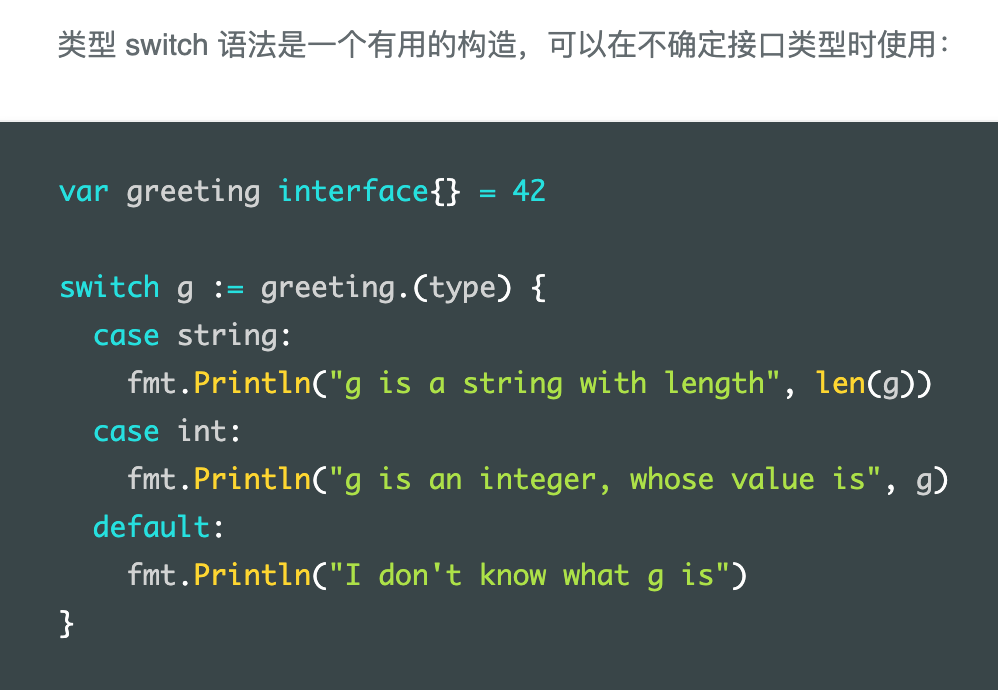 类型 switch 语法是一个有用的构造，可以在不确定接口类型时使用：
var greeting interface{} = 42
switch g := greeting.(type) {
  case string:
    fmt.Println("g is a string with length", len(g))
  case int:
    fmt.Println("g is an integer, whose value is", g)
  default:
    fmt.Println("I don't know what g is")
}